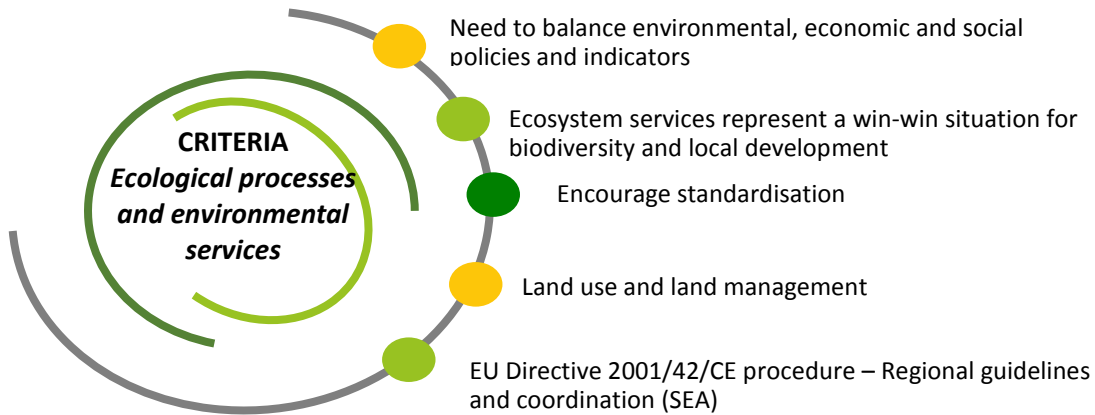 Need to balance environmental, economic and social
policies and indicators
Ecosystem services represent a win-win situation for
biodiversity and local development
CRITERIA
Ecological processes
and environmental
services
Encourage standardisation
Land use and land management
EU Directive 2001/42/CE procedure – Regional guidelines
and coordination (SEA)